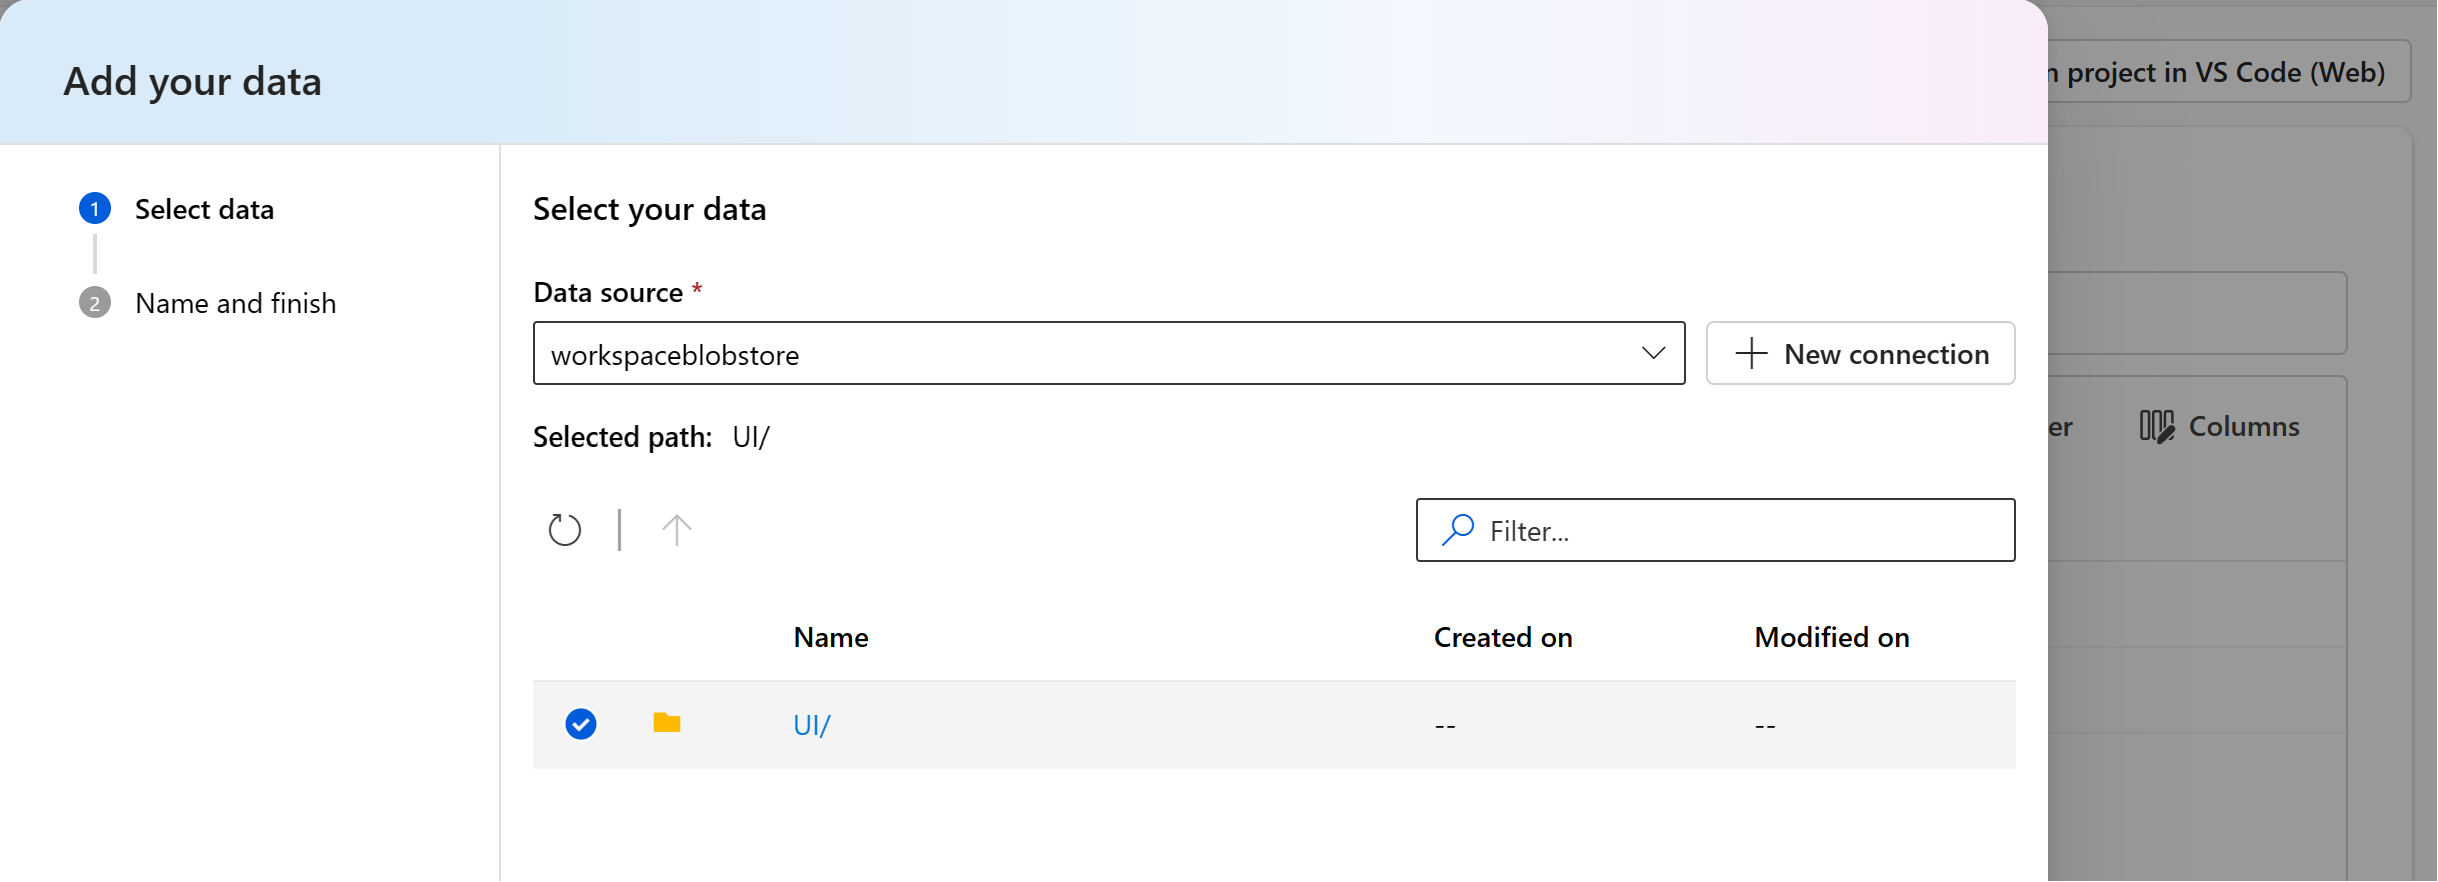 Add your data
n project in VS Code (Web)
1 Select data
2 Name and finish
Select your data
Data source *
workspaceblobstore
New connection
Selected path: UI/
er Columns
Filter...
Name Created on Modified on
UI/ -- --